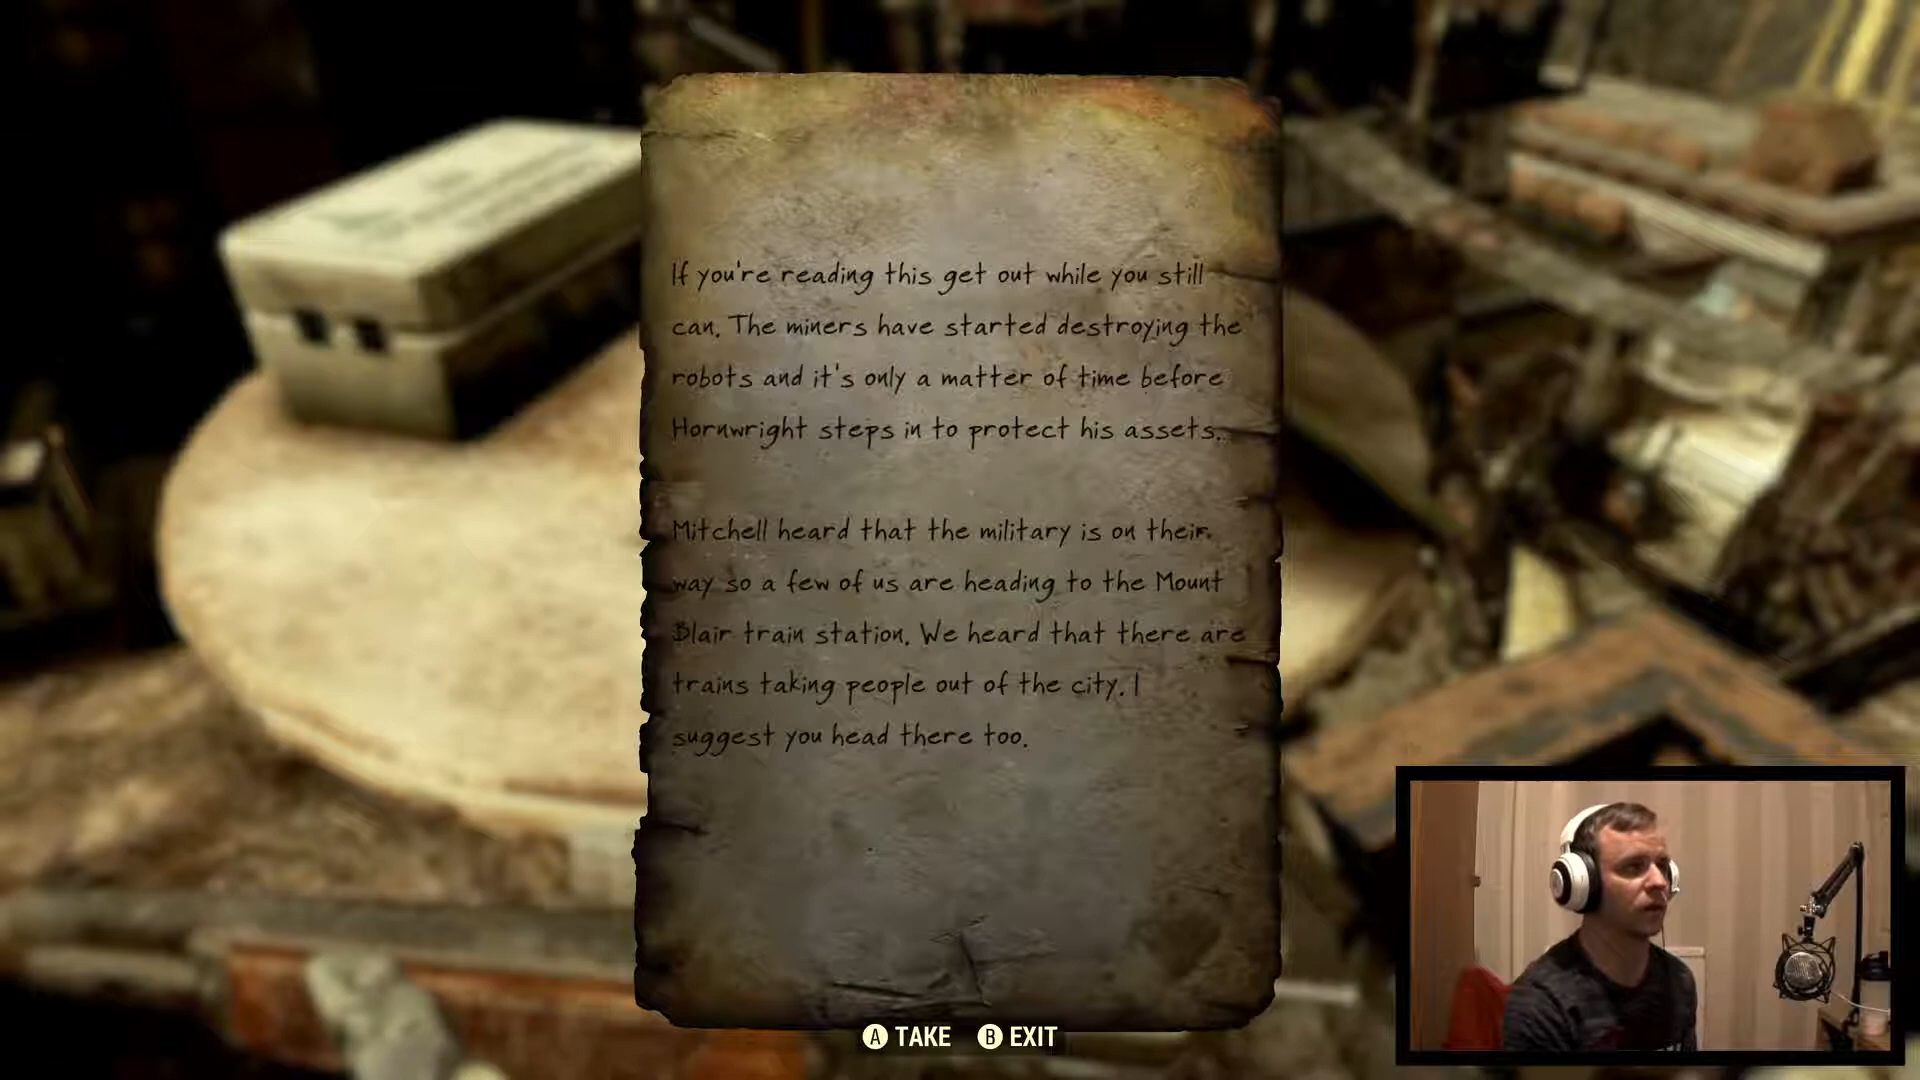 If you're reading this get out while you still
can. The miners have started destroying the
robots and it's only a matter of time before
Hornwright steps in to protect his assets.
Mitchell heard that the military is on their
way so a few of us are heading to the Mount
Blair train station. We heard that there are
trains taking people out of the city. I
suggest you head there too.
A TAKE B EXIT